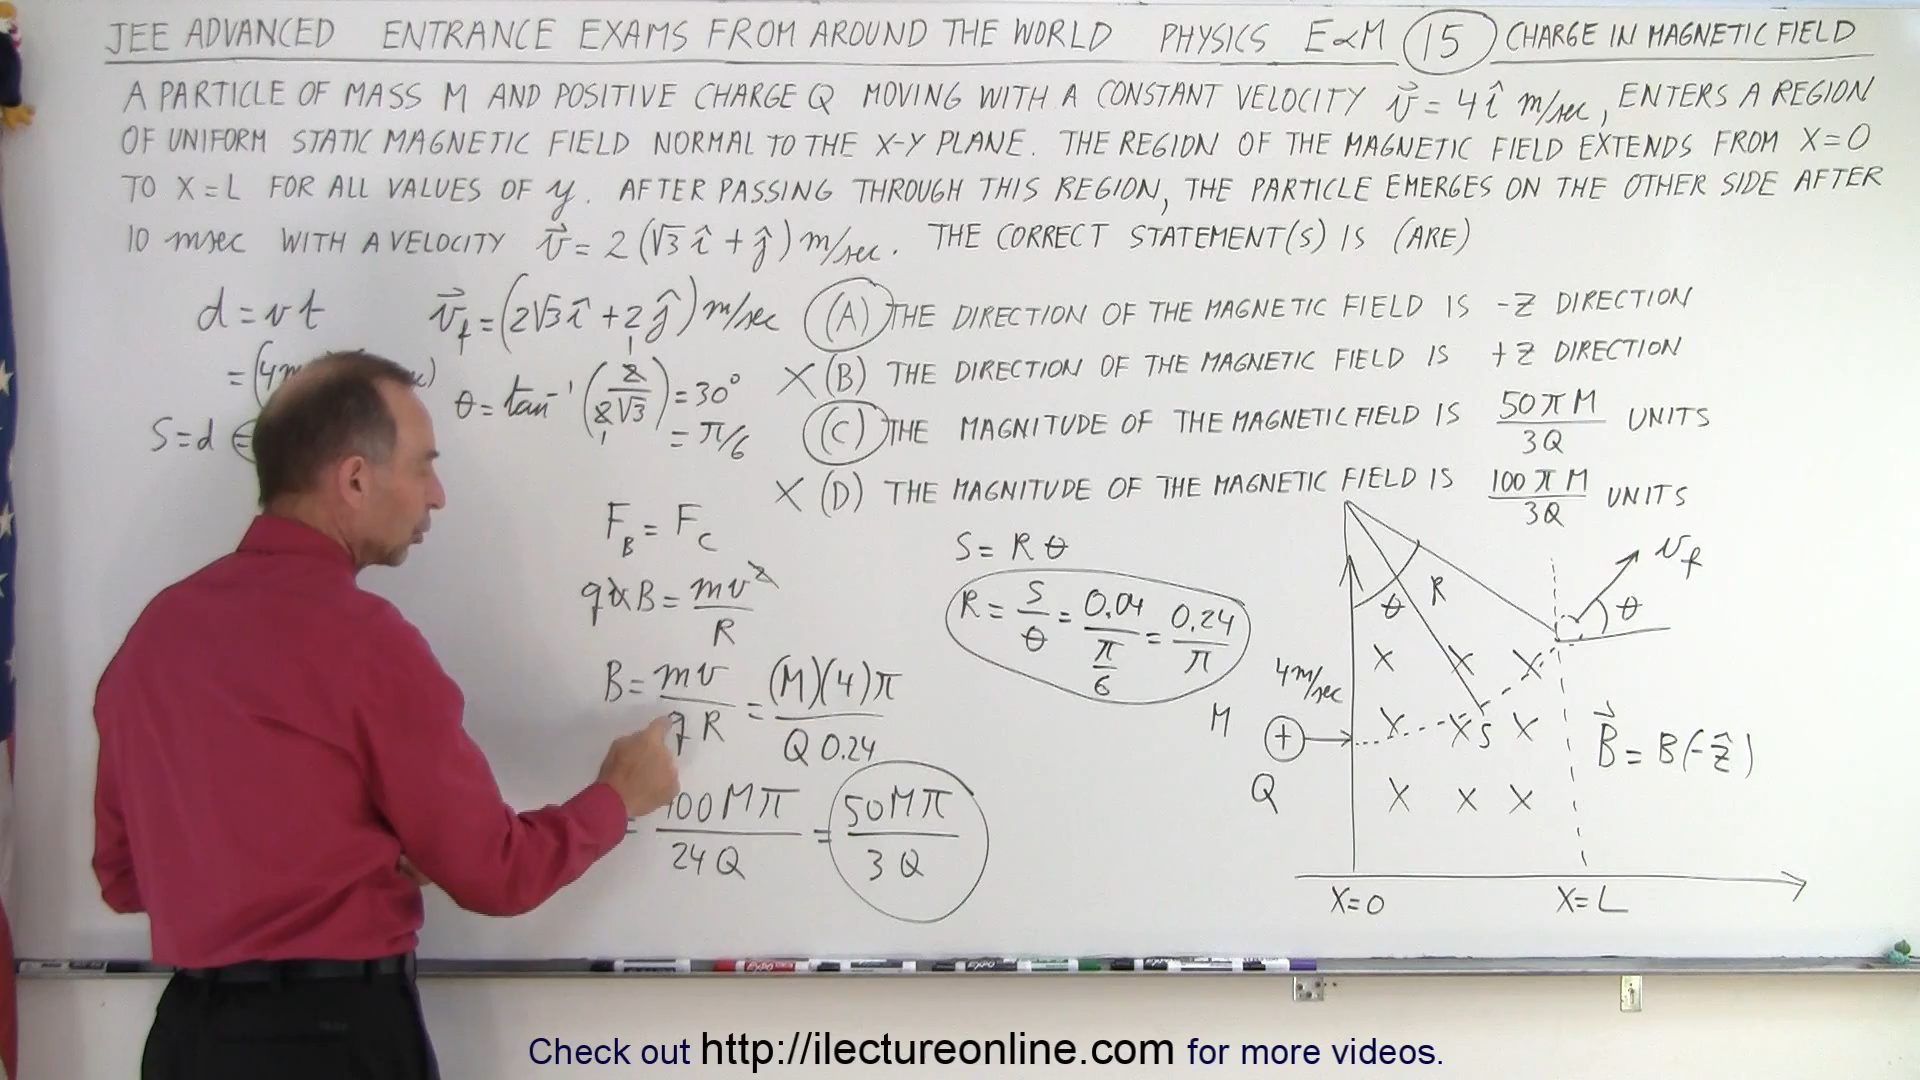 JEE ADVANCED ENTRANCE EXAMS FROM AROUND THE WORLD PHYSICS E&M 15 CHARGE IN MAGNETIC FIELD
A PARTICLE OF MASS M AND POSITIVE CHARGE Q MOVING WITH A CONSTANT VELOCITY v⃗ = 4î m/sec, ENTERS A REGION
OF UNIFORM STATIC MAGNETIC FIELD NORMAL TO THE X-Y PLANE. THE REGION OF THE MAGNETIC FIELD EXTENDS FROM X=0
TO X=L FOR ALL VALUES OF y. AFTER PASSING THROUGH THIS REGION, THE PARTICLE EMERGES ON THE OTHER SIDE AFTER
10 msec WITH A VELOCITY v⃗ = 2(√3î + ĵ) m/sec. THE CORRECT STATEMENT(S) IS (ARE)
(A) THE DIRECTION OF THE MAGNETIC FIELD IS -Z DIRECTION
X (B) THE DIRECTION OF THE MAGNETIC FIELD IS +Z DIRECTION
(C) THE MAGNITUDE OF THE MAGNETIC FIELD IS 50πM/3Q UNITS
X (D) THE MAGNITUDE OF THE MAGNETIC FIELD IS 100πM/3Q UNITS
d = vt
= (4m
S = d
v⃗f = (2√3î + 2ĵ) m/sec
θ = tan⁻¹(2/2√3) = 30°
= π/6
F_B = F_C
qvB = mv²/R
B = mv/qR = (M)(4)π/Q 0.24
= 400Mπ/24Q = 50Mπ/3Q
S = Rθ
R = S/θ = 0.04/(π/6) = 0.24/π
vf
R
θ
θ
4m/sec
M
+
Q
X X X
X X S X
X X X
B⃗ = B(-ẑ)
X=0
X=L
Check out http://ilectureonline.com for more videos.